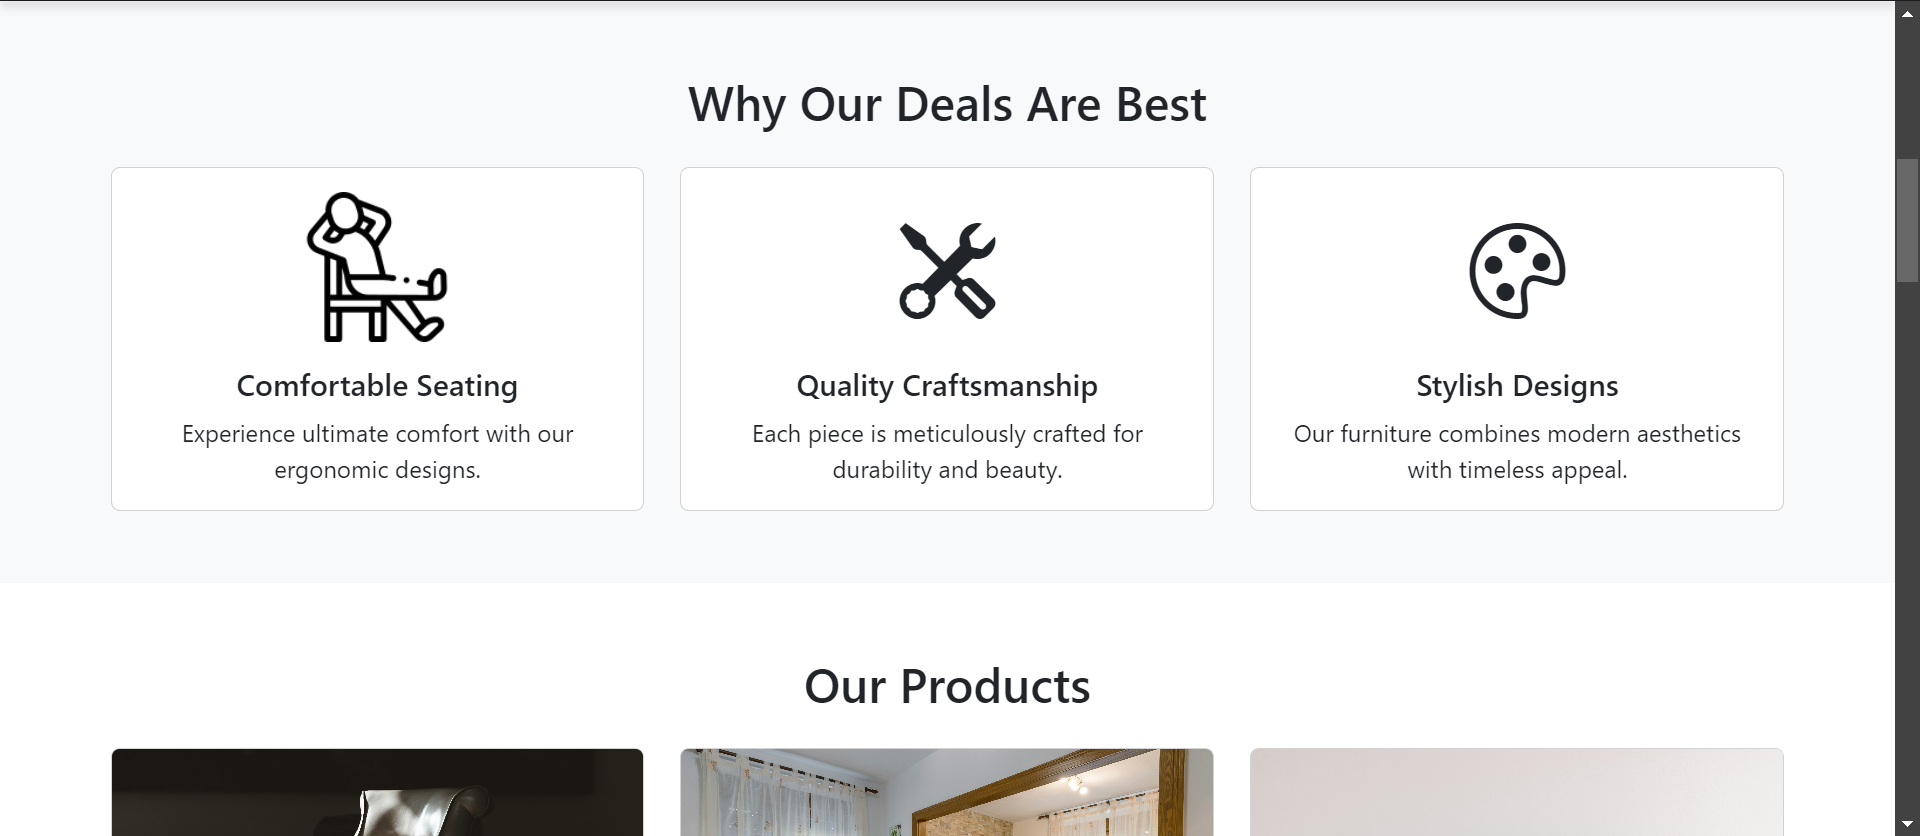 Why Our Deals Are Best
Comfortable Seating
Experience ultimate comfort with our
ergonomic designs.
Quality Craftsmanship
Each piece is meticulously crafted for
durability and beauty.
Stylish Designs
Our furniture combines modern aesthetics
with timeless appeal.
Our Products